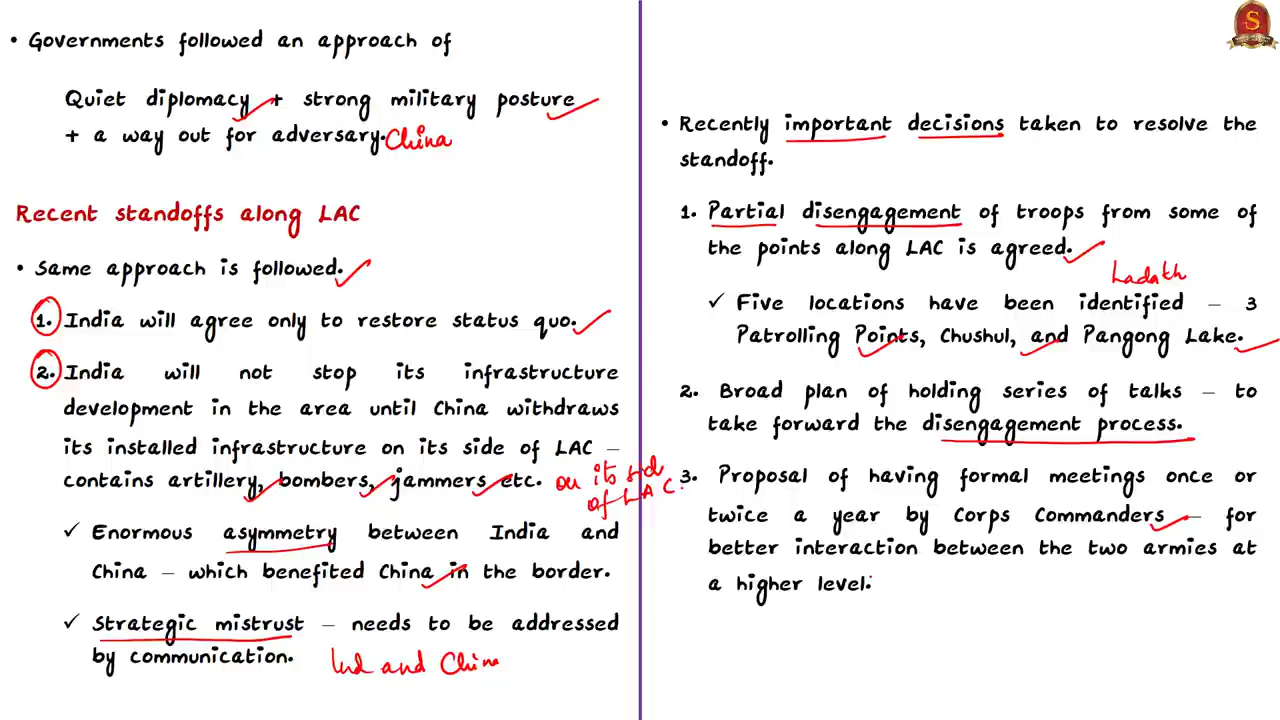 • Governments followed an approach of
Quiet diplomacy + strong military posture
+ a way out for adversary. China
Recent standoffs along LAC
• Same approach is followed.
1. India will agree only to restore status quo.
2. India will not stop its infrastructure
development in the area until China withdraws
its installed infrastructure on its side of LAC –
contains artillery, bombers, jammers etc. on its sid
of LAC.
✓ Enormous asymmetry between India and
China – which benefited China in the border.
✓ Strategic mistrust – needs to be addressed
by communication. Ind and China
• Recently important decisions taken to resolve the
standoff.
1. Partial disengagement of troops from some of
the points along LAC is agreed.
Ladakh
✓ Five locations have been identified – 3
Patrolling Points, Chushul, and Pangong Lake.
2. Broad plan of holding series of talks – to
take forward the disengagement process.
3. Proposal of having formal meetings once or
twice a year by Corps Commanders – for
better interaction between the two armies at
a higher level.
S